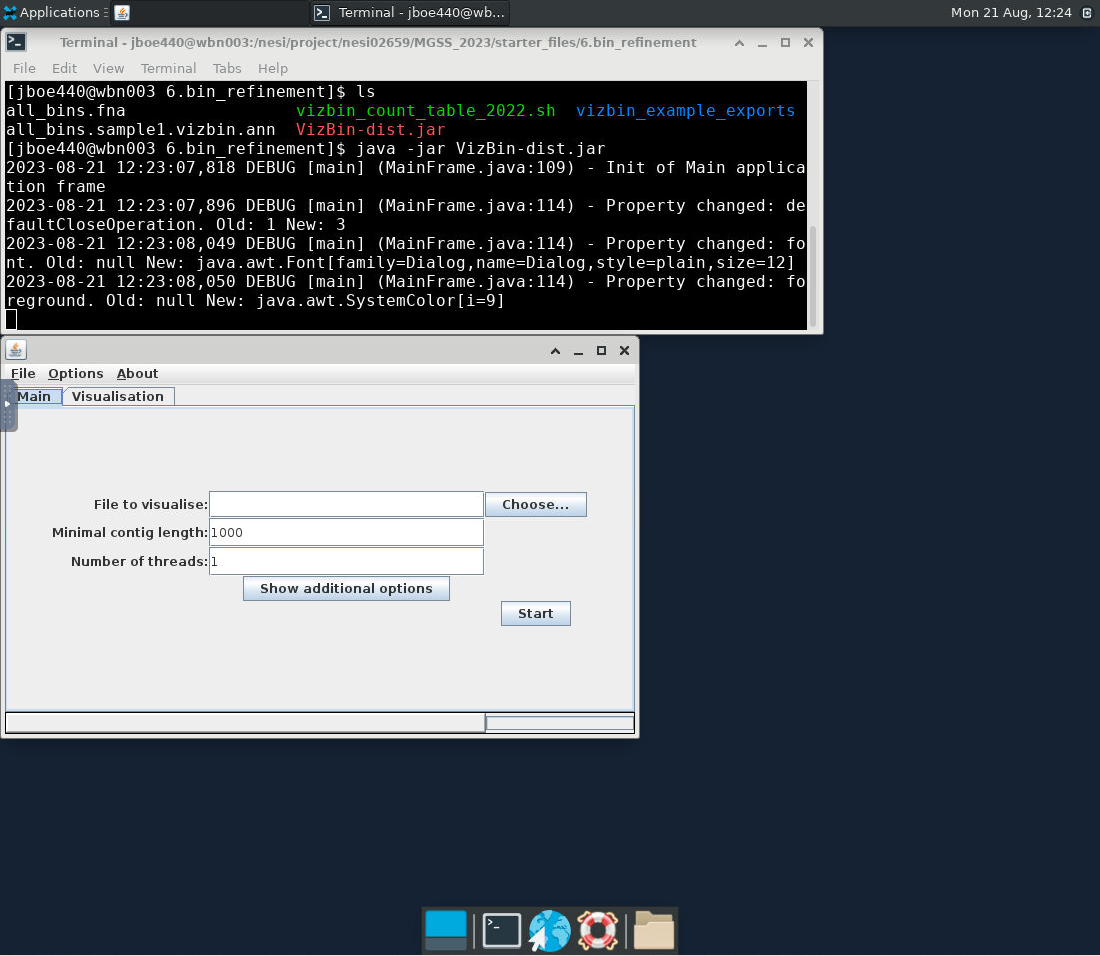 Applications
Terminal - jboe440@wb...
Mon 21 Aug, 12:24
Terminal - jboe440@wbn003:/nesi/project/nesi02659/MGSS_2023/starter_files/6.bin_refinement
File Edit View Terminal Tabs Help
[jboe440@wbn003 6.bin_refinement]$ ls
all_bins.fna vizbin_count_table_2022.sh vizbin_example_exports
all_bins.sample1.vizbin.ann VizBin-dist.jar
[jboe440@wbn003 6.bin_refinement]$ java -jar VizBin-dist.jar
2023-08-21 12:23:07,818 DEBUG [main] (MainFrame.java:109) - Init of Main applica
tion frame
2023-08-21 12:23:07,896 DEBUG [main] (MainFrame.java:114) - Property changed: de
faultCloseOperation. Old: 1 New: 3
2023-08-21 12:23:08,049 DEBUG [main] (MainFrame.java:114) - Property changed: fo
nt. Old: null New: java.awt.Font[family=Dialog,name=Dialog,style=plain,size=12]
2023-08-21 12:23:08,050 DEBUG [main] (MainFrame.java:114) - Property changed: fo
reground. Old: null New: java.awt.SystemColor[i=9]
File Options About
Main Visualisation
File to visualise: Choose...
Minimal contig length: 1000
Number of threads: 1
Show additional options
Start